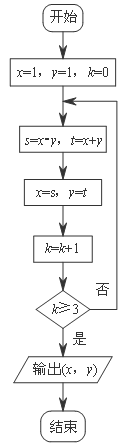 开始
x=1，y=1，k=0
s=x-y，t=x+y
x=s，y=t
k=k+1
否
k≥3
是
输出(x，y)
结束